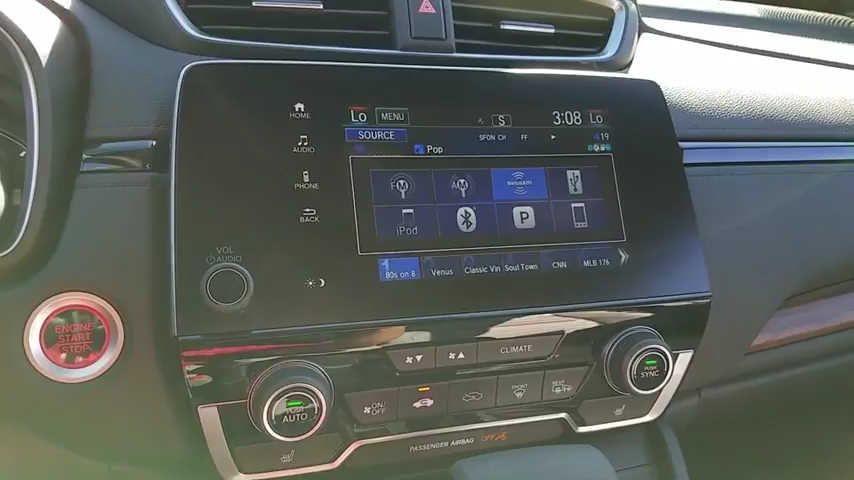 HOME
Lo
MENU
S
3:08
Lo
SOURCE
SFON CH
FF
19
AUDIO
Pop
FM
AM
siriusxm
PHONE
BACK
iPod
P
1
80s on 8
Venus
Classic Vin
Soul Town
CNN
MLB 176
VOL
AUDIO
ENGINE
START
STOP
CLIMATE
PUSH
AUTO
ON/
OFF
FRONT
REAR
PUSH
SYNC
PASSENGER AIRBAG
OFF